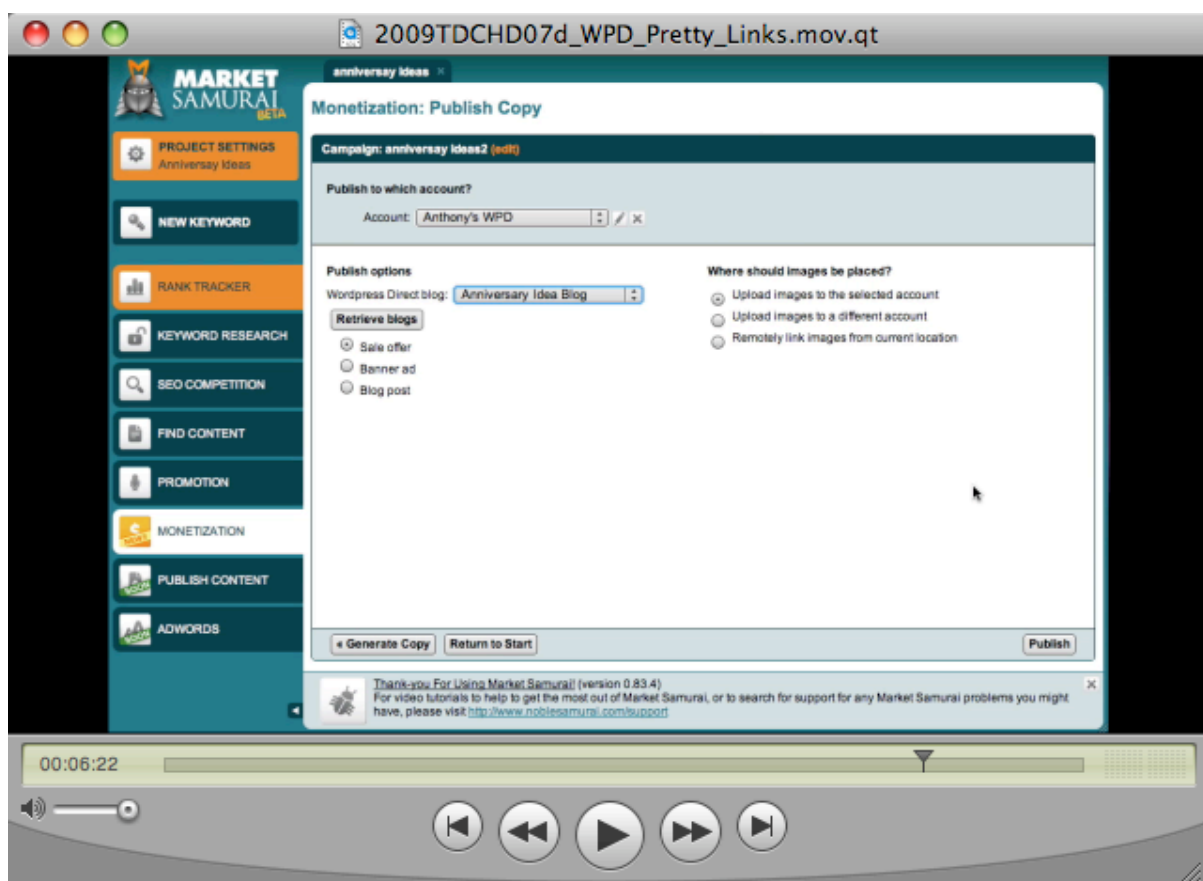 2009TDCHD07d_WPD_Pretty_Links.mov.qt
MARKET
SAMURAI
BETA
anniversay ideas
Monetization: Publish Copy
PROJECT SETTINGS
Anniversay Ideas
NEW KEYWORD
RANK TRACKER
KEYWORD RESEARCH
SEO COMPETITION
FIND CONTENT
PROMOTION
MONETIZATION
PUBLISH CONTENT
ADWORDS
Campaign: anniversay ideas2 (edit)
Publish to which account?
Account: Anthony's WPD
Publish options
Wordpress Direct blog: Anniversary Idea Blog
Retrieve blogs
Sale offer
Banner ad
Blog post
Where should images be placed?
Upload images to the selected account
Upload images to a different account
Remotely link images from current location
« Generate Copy Return to Start Publish
Thank-you For Using Market Samurai! (version 0.83.4)
For video tutorials to help to get the most out of Market Samurai, or to search for support for any Market Samurai problems you might
have, please visit http://www.noblesamurai.com/support
00:06:22